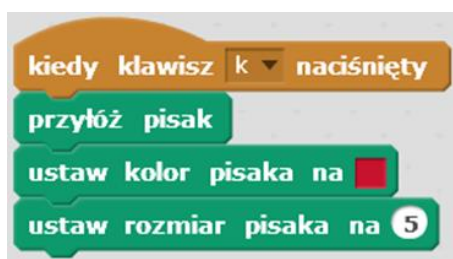 kiedy klawisz k naciśnięty
przyłóż pisak
ustaw kolor pisaka na
ustaw rozmiar pisaka na 5